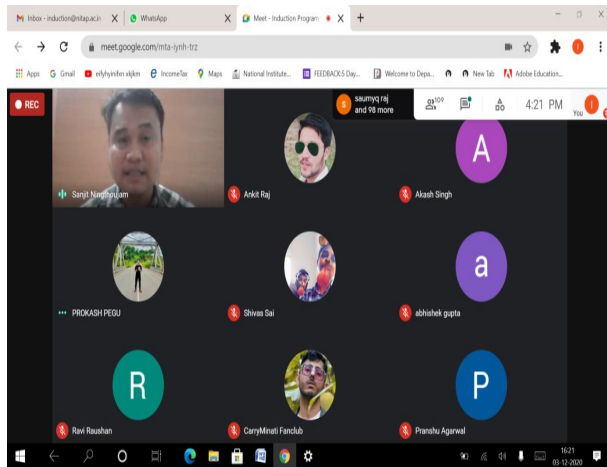 Inbox - induction@nitap.ac.in
WhatsApp
Meet - Induction Program
meet.google.com/mta-iynh-trz
Apps
Gmail
IncomeTax
Maps
National Institute...
FEEDBACK:5 Day...
Welcome to Depa...
New Tab
Adobe Education...
REC
saumyq raj
and 98 more
109
4:21 PM
You
Sanjit Ningthoujam
Ankit Raj
A
Akash Singh
PROKASH PEGU
Shivas Sai
a
abhishek gupta
R
Ravi Raushan
CarryMinati Fanclub
P
Pranshu Agarwal
16:21
03-12-2020